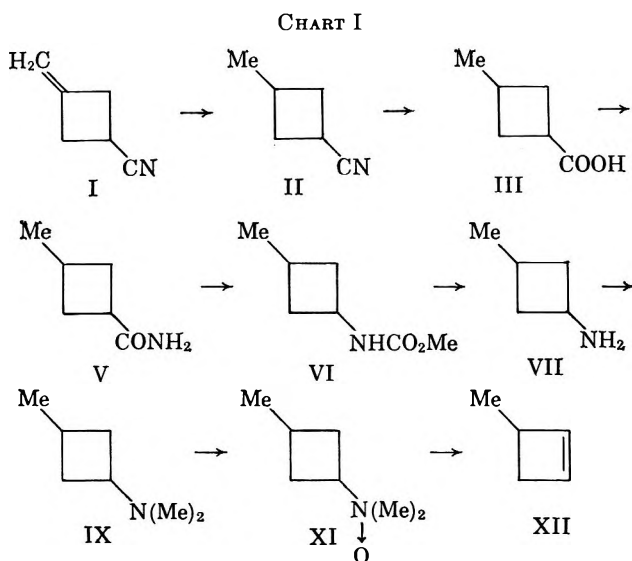 CHART I
H₂C
Me
Me
CN
CN
COOH
I
II
III
Me
Me
Me
CONH₂
NHCO₂Me
NH₂
V
VI
VII
Me
Me
Me
N(Me)₂
N(Me)₂
O
IX
XI
XII